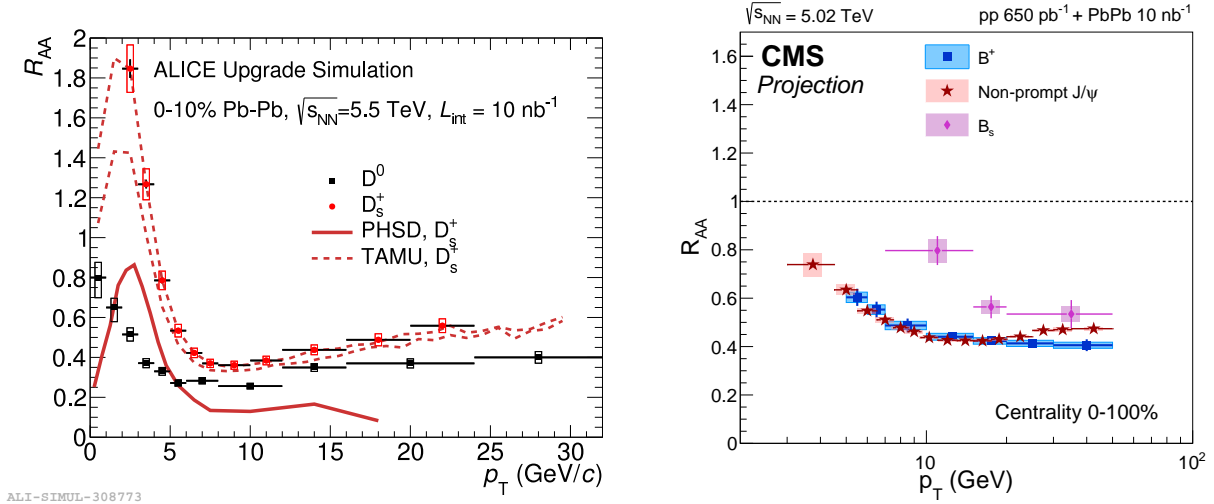 R_AA
2
1.8
1.6
1.4
1.2
1
0.8
0.6
0.4
0.2
0
ALICE Upgrade Simulation
0-10% Pb-Pb, √s_NN=5.5 TeV, L_int = 10 nb⁻¹
D⁰
D_s⁺
PHSD, D_s⁺
TAMU, D_s⁺
0 5 10 15 20 25 30
p_T (GeV/c)
ALI-SIMUL-308773
√s_NN = 5.02 TeV pp 650 pb⁻¹ + PbPb 10 nb⁻¹
CMS
Projection
B⁺
Non-prompt J/ψ
B_s
R_AA
1.6
1.4
1.2
1
0.8
0.6
0.4
0.2
0
Centrality 0-100%
10 10²
p_T (GeV)